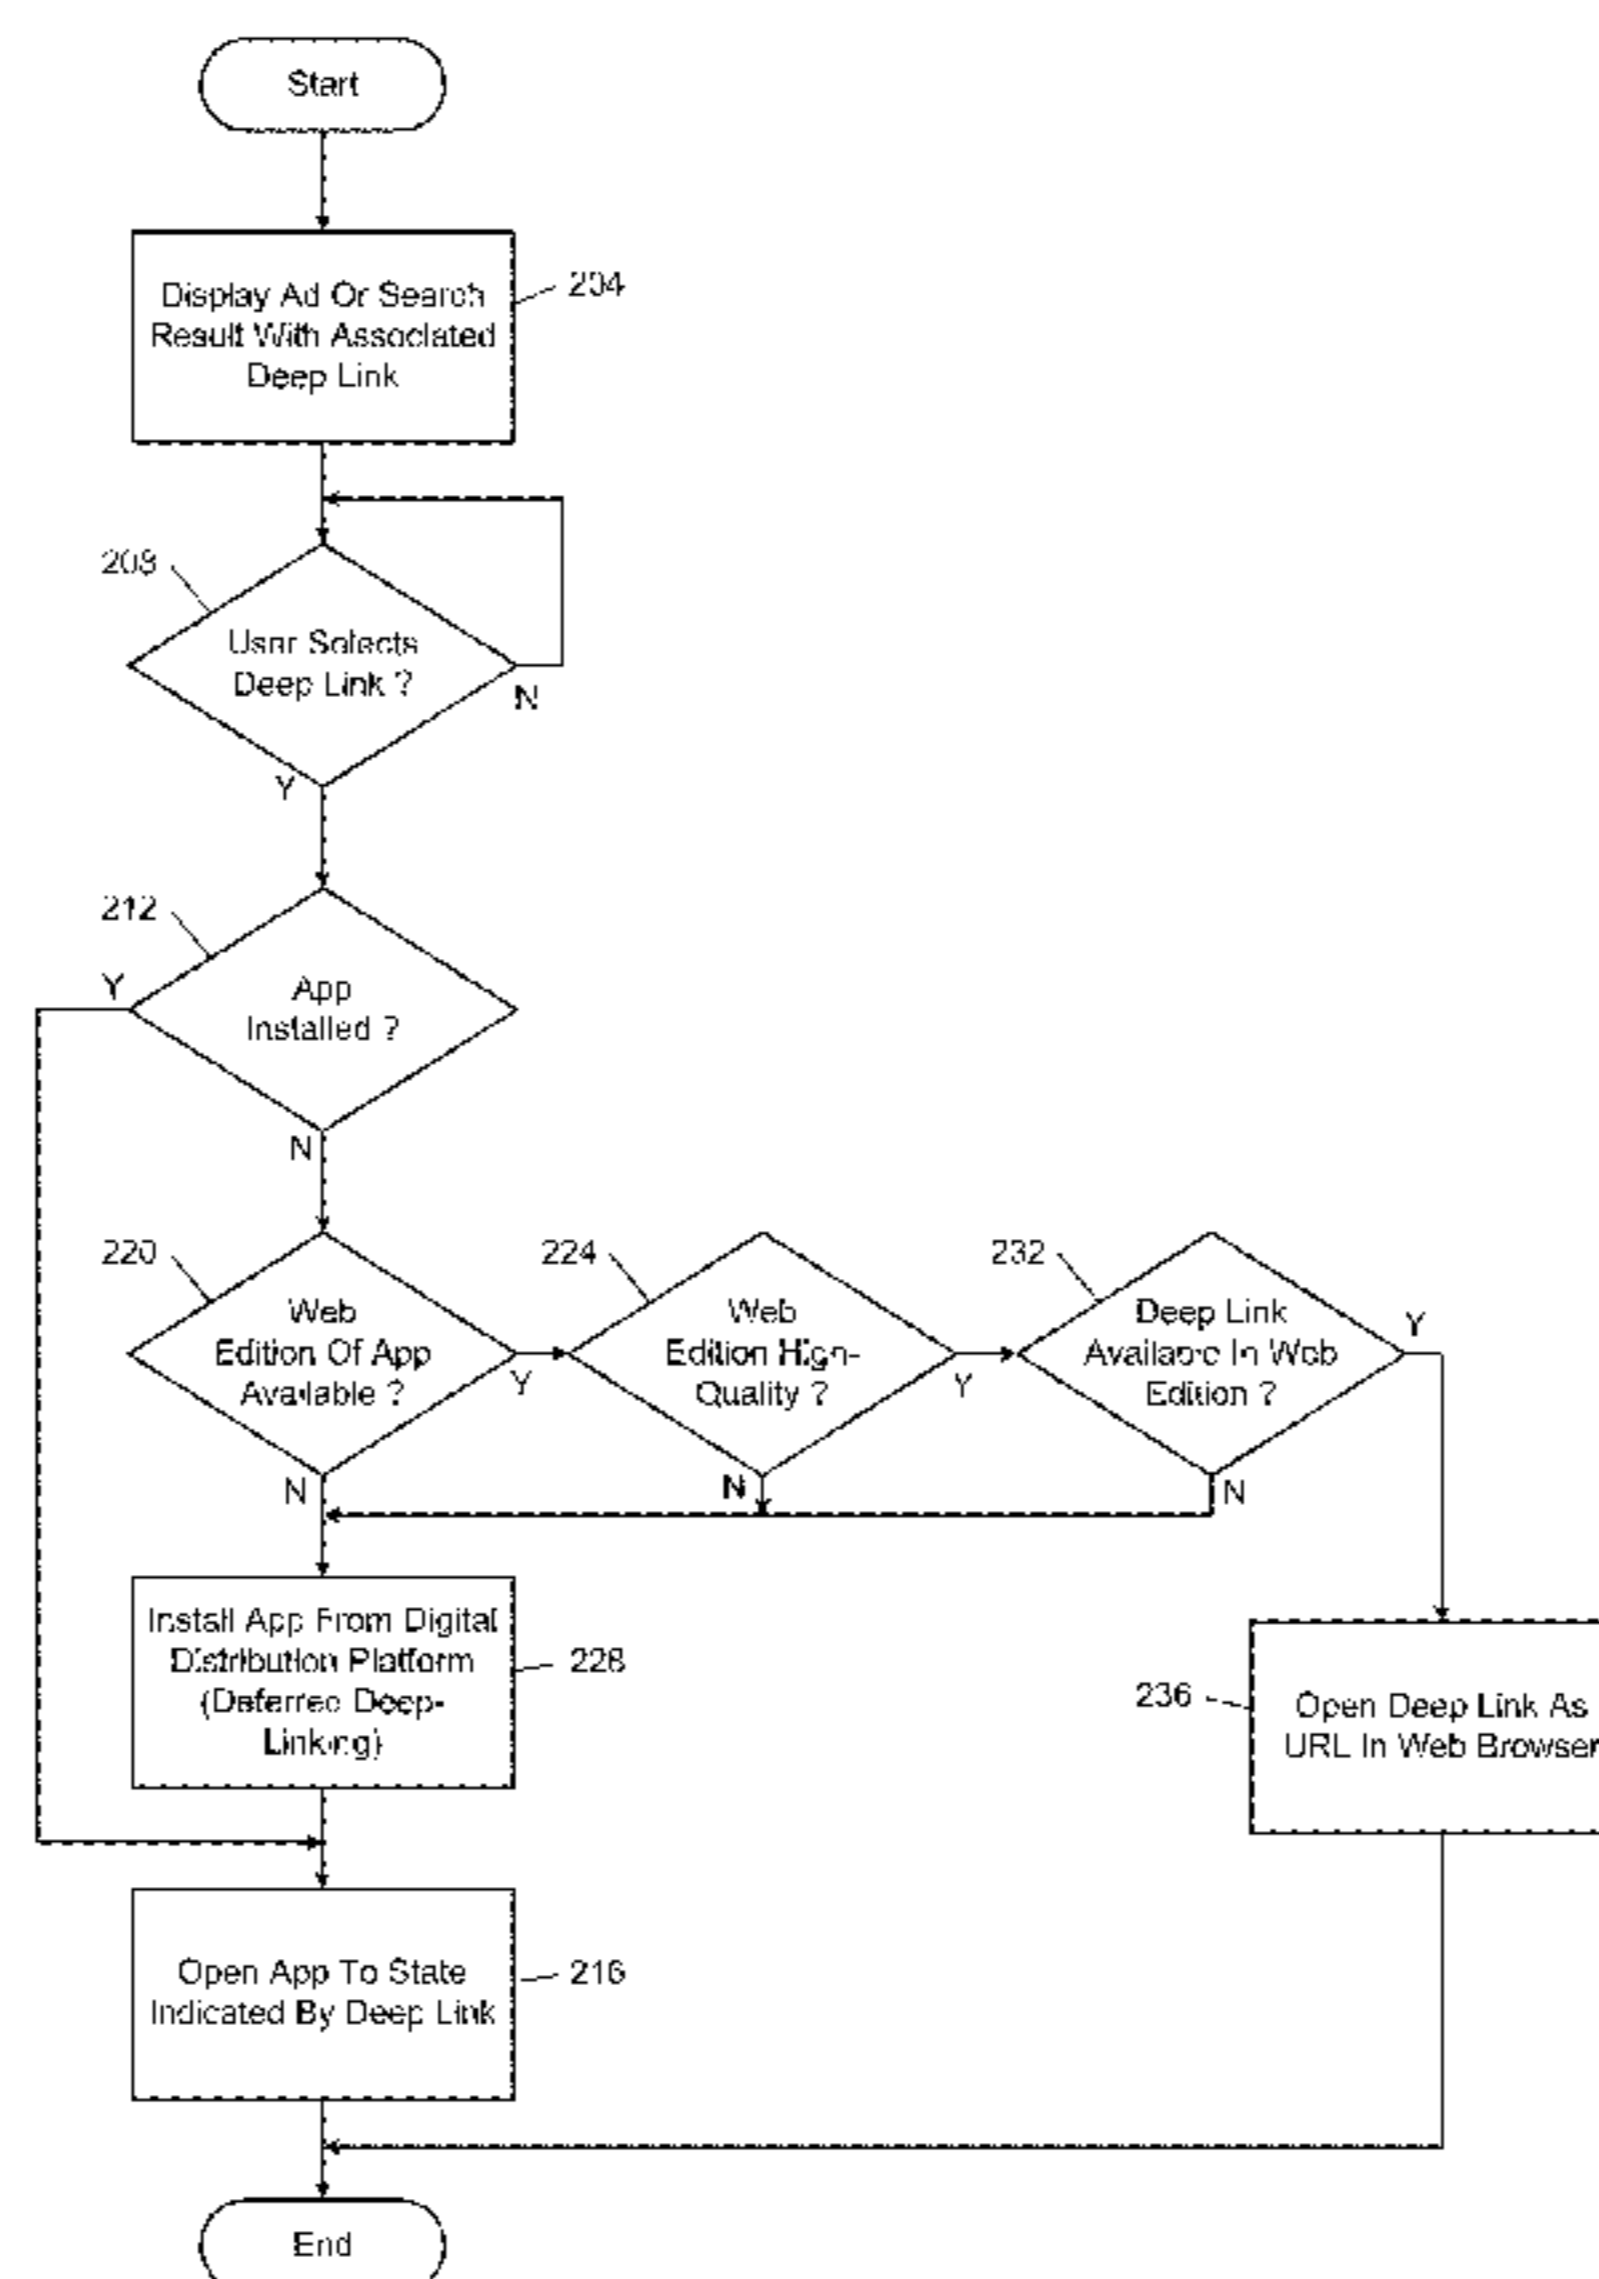 Start
Display Ad Or Search
Result With Associated
Deep Link
204
208
User Selects
Deep Link ?
N
Y
212
Y
App
Installed ?
N
220
Web
Edition Of App
Available ?
Y
N
224
Web
Edition High-
Quality ?
Y
N
232
Deep Link
Available In Web
Edition ?
Y
N
Install App From Digital
Distribution Platform
(Deferred Deep-
Linking)
228
236
Open Deep Link As
URL In Web Browser
Open App To State
Indicated By Deep Link
216
End